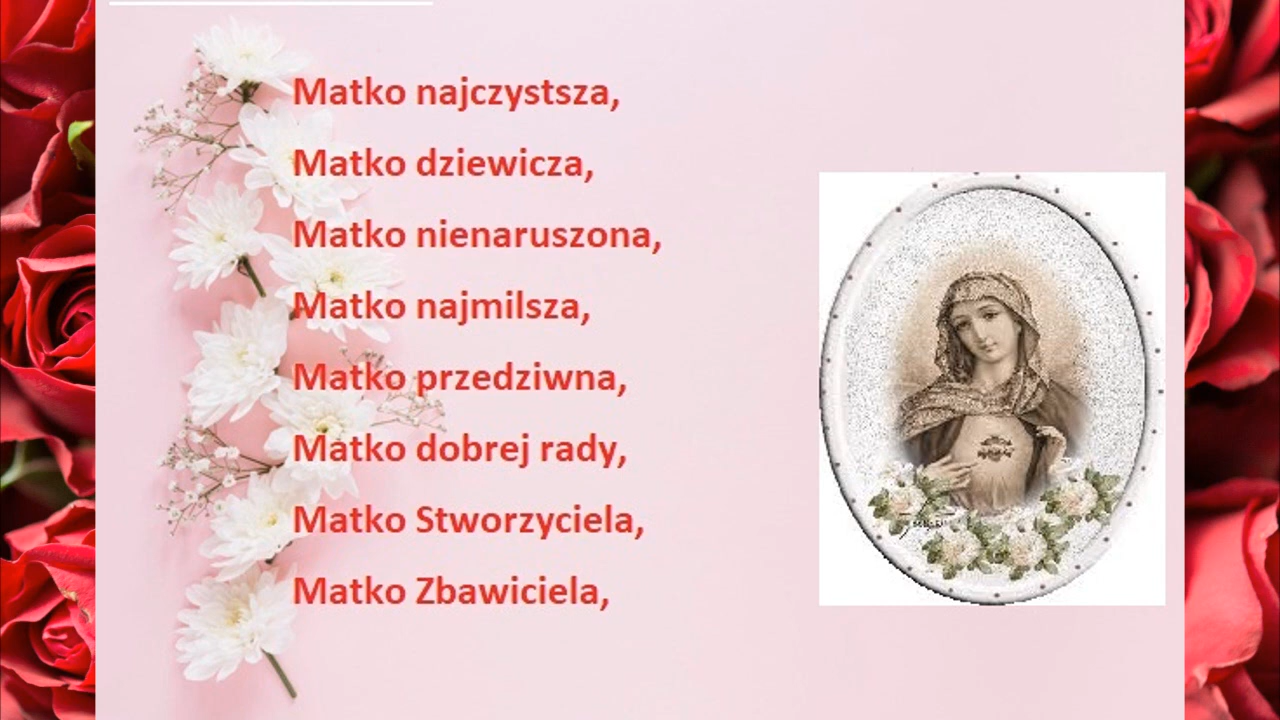 Matko najczystsza,
Matko dziewicza,
Matko nienaruszona,
Matko najmilsza,
Matko przedziwna,
Matko dobrej rady,
Matko Stworzyciela,
Matko Zbawiciela,